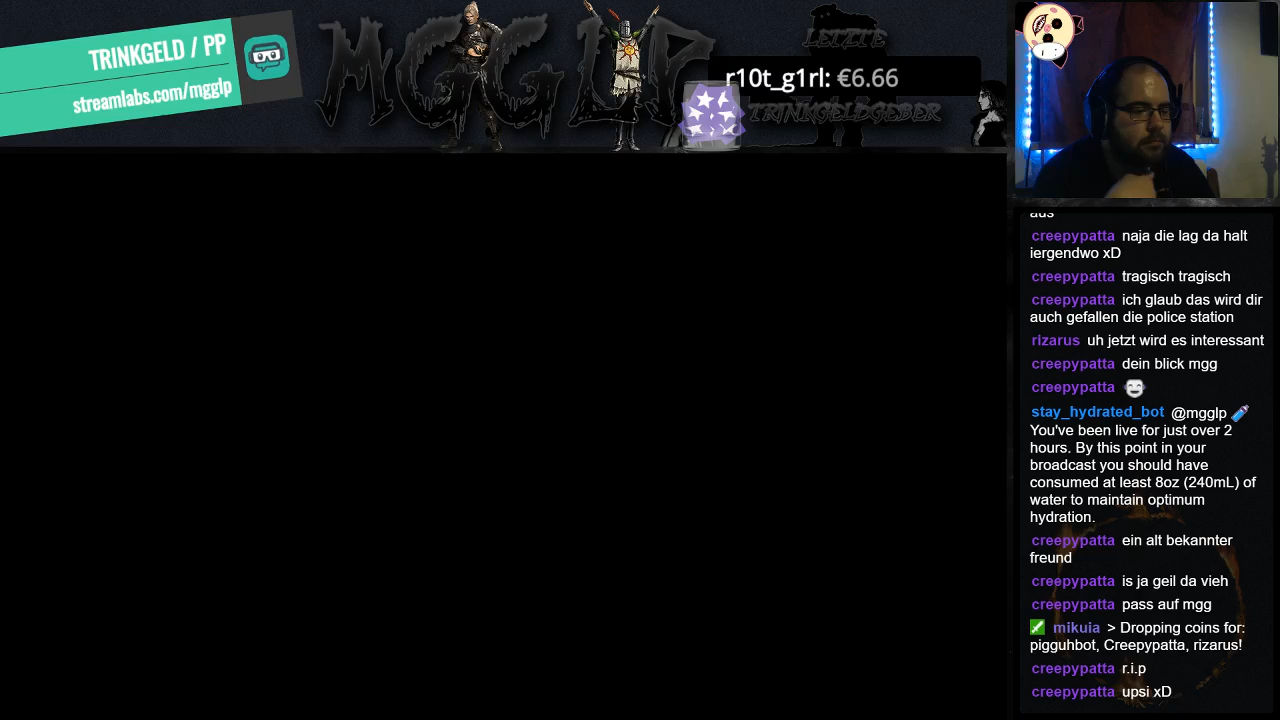 TRINKGELD / PP
streamlabs.com/mgglp
MGGLP
LETZTE
r10t_g1rl: €6.66
TRINKGELDGEBER
aus
creepypatta naja die lag da halt
iergendwo xD
creepypatta tragisch tragisch
creepypatta ich glaub das wird dir
auch gefallen die police station
rizarus uh jetzt wird es interessant
creepypatta dein blick mgg
creepypatta
stay_hydrated_bot @mgglp
You've been live for just over 2
hours. By this point in your
broadcast you should have
consumed at least 8oz (240mL) of
water to maintain optimum
hydration.
creepypatta ein alt bekannter
freund
creepypatta is ja geil da vieh
creepypatta pass auf mgg
mikuia > Dropping coins for:
pigguhbot, Creepypatta, rizarus!
creepypatta r.i.p
creepypatta upsi xD